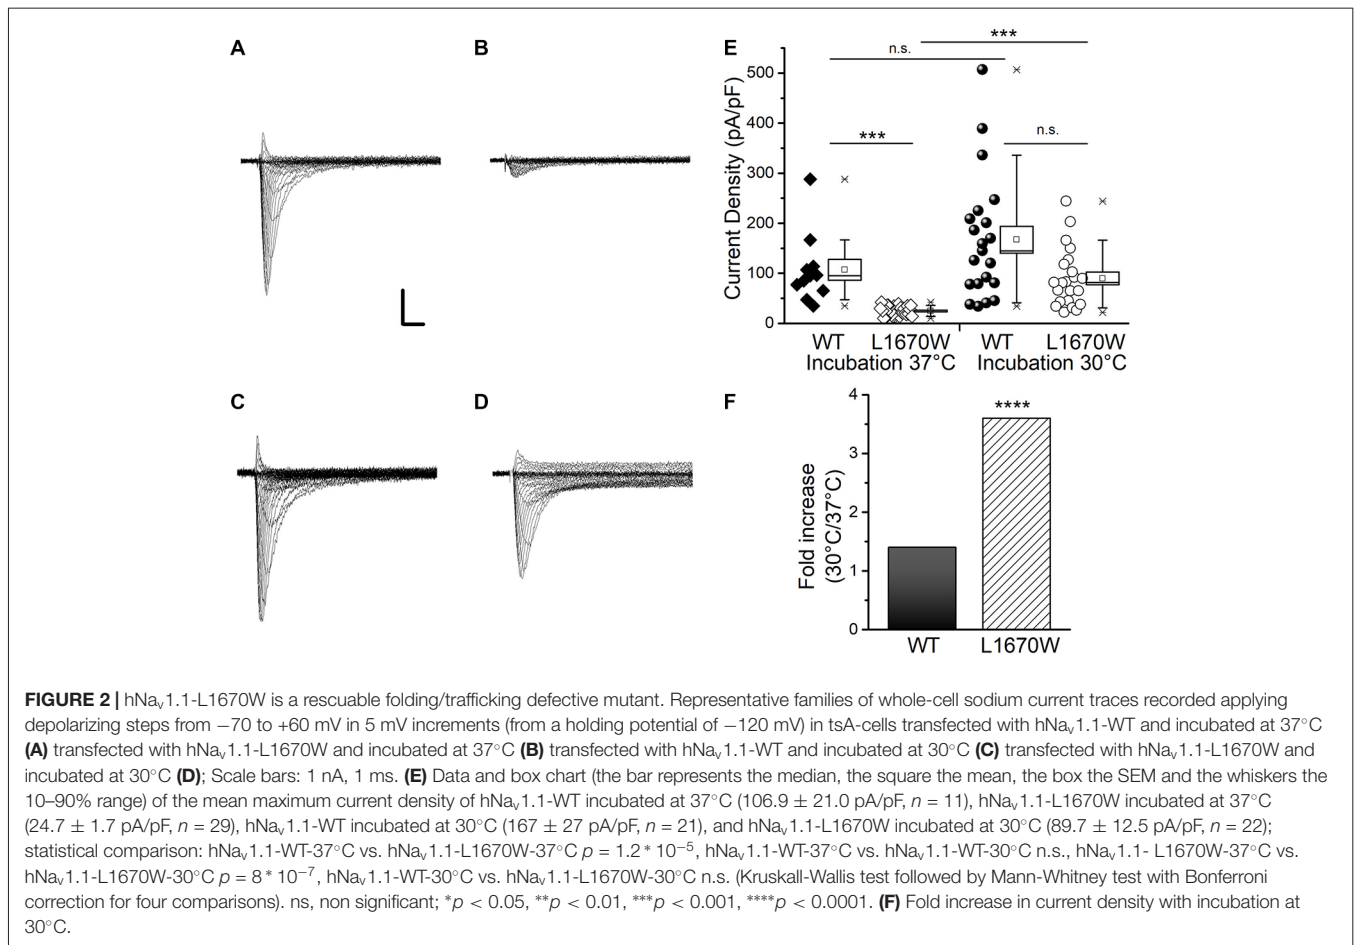 A
B
C
D
E
***
n.s.
***
n.s.
Current Density (pA/pF)
500
400
300
200
100
0
WT L1670W WT L1670W
Incubation 37°C Incubation 30°C
F
****
Fold increase
(30°C/37°C)
4
3
2
1
0
WT L1670W
FIGURE 2 | hNav1.1-L1670W is a rescuable folding/trafficking defective mutant. Representative families of whole-cell sodium current traces recorded applying
depolarizing steps from −70 to +60 mV in 5 mV increments (from a holding potential of −120 mV) in tsA-cells transfected with hNav1.1-WT and incubated at 37°C
(A) transfected with hNav1.1-L1670W and incubated at 37°C (B) transfected with hNav1.1-WT and incubated at 30°C (C) transfected with hNav1.1-L1670W and
incubated at 30°C (D); Scale bars: 1 nA, 1 ms. (E) Data and box chart (the bar represents the median, the square the mean, the box the SEM and the whiskers the
10–90% range) of the mean maximum current density of hNav1.1-WT incubated at 37°C (106.9 ± 21.0 pA/pF, n = 11), hNav1.1-L1670W incubated at 37°C
(24.7 ± 1.7 pA/pF, n = 29), hNav1.1-WT incubated at 30°C (167 ± 27 pA/pF, n = 21), and hNav1.1-L1670W incubated at 30°C (89.7 ± 12.5 pA/pF, n = 22);
statistical comparison: hNav1.1-WT-37°C vs. hNav1.1-L1670W-37°C p = 1.2 * 10−5, hNav1.1-WT-37°C vs. hNav1.1-WT-30°C n.s., hNav1.1- L1670W-37°C vs.
hNav1.1-L1670W-30°C p = 8 * 10−7, hNav1.1-WT-30°C vs. hNav1.1-L1670W-30°C n.s. (Kruskall-Wallis test followed by Mann-Whitney test with Bonferroni
correction for four comparisons). ns, non significant; *p < 0.05, **p < 0.01, ***p < 0.001, ****p < 0.0001. (F) Fold increase in current density with incubation at
30°C.